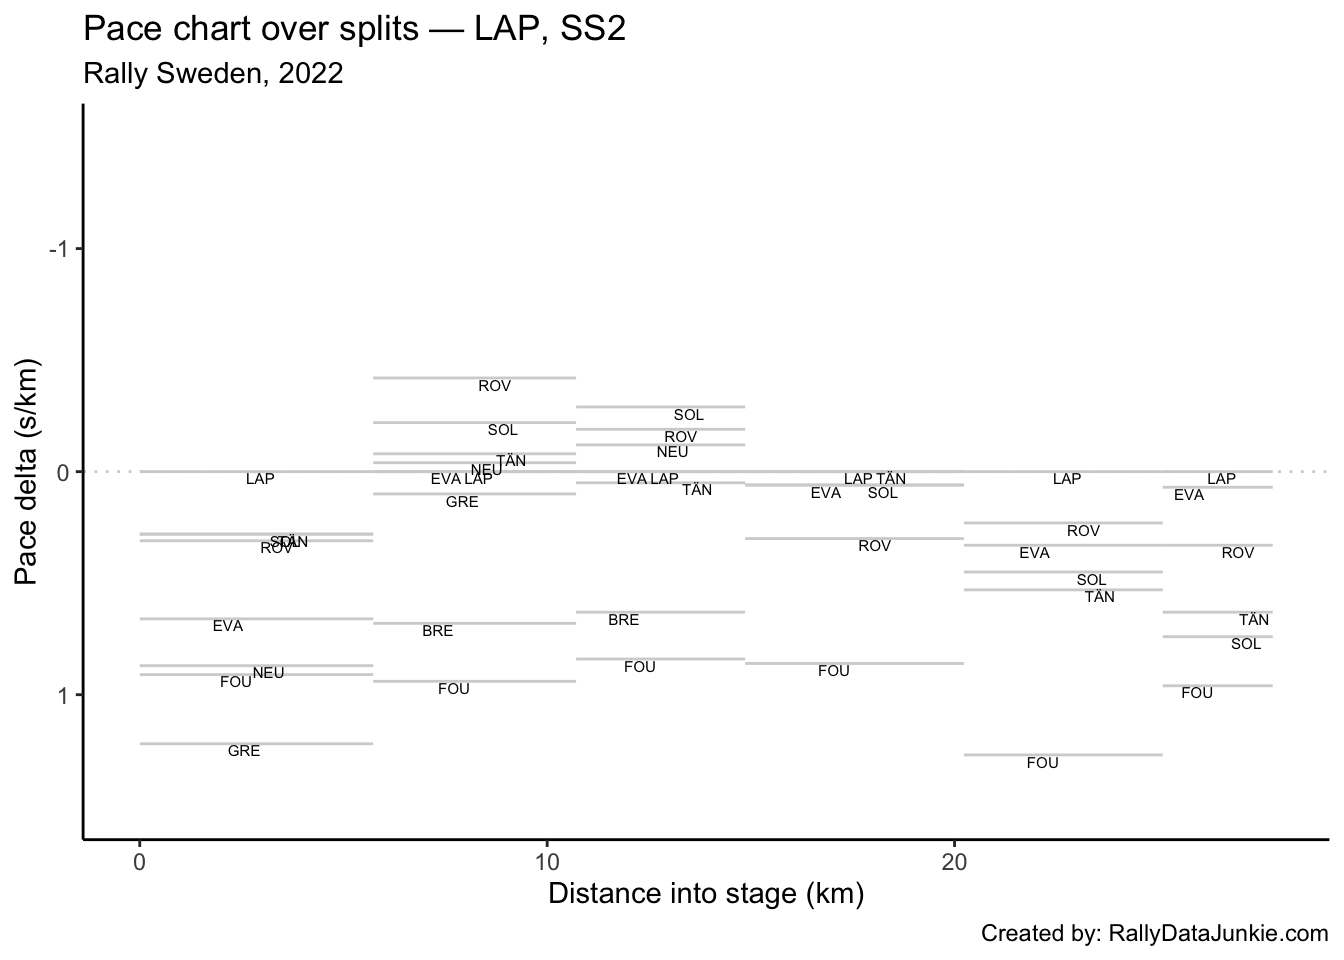 Pace chart over splits — LAP, SS2
Rally Sweden, 2022
Pace delta (s/km)
-1
0
1
ROV
SOL
TÄN
NEU
EVA LAP
GRE
BRE
FOU
LAP
SOL
TÄN
ROV
EVA
NEU
FOU
GRE
SOL
ROV
NEU
EVA LAP
TÄN
BRE
FOU
LAP TÄN
EVA
SOL
ROV
FOU
LAP
ROV
EVA
SOL
TÄN
FOU
LAP
EVA
ROV
TÄN
SOL
FOU
0
10
20
Distance into stage (km)
Created by: RallyDataJunkie.com